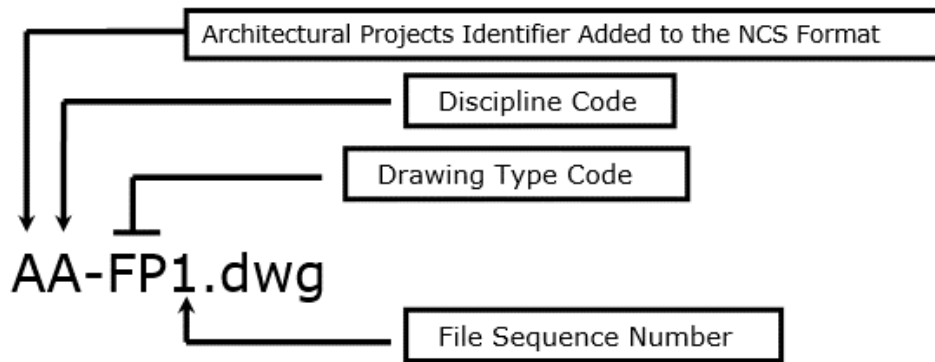 Architectural Projects Identifier Added to the NCS Format
Discipline Code
Drawing Type Code
AA-FP1.dwg
File Sequence Number